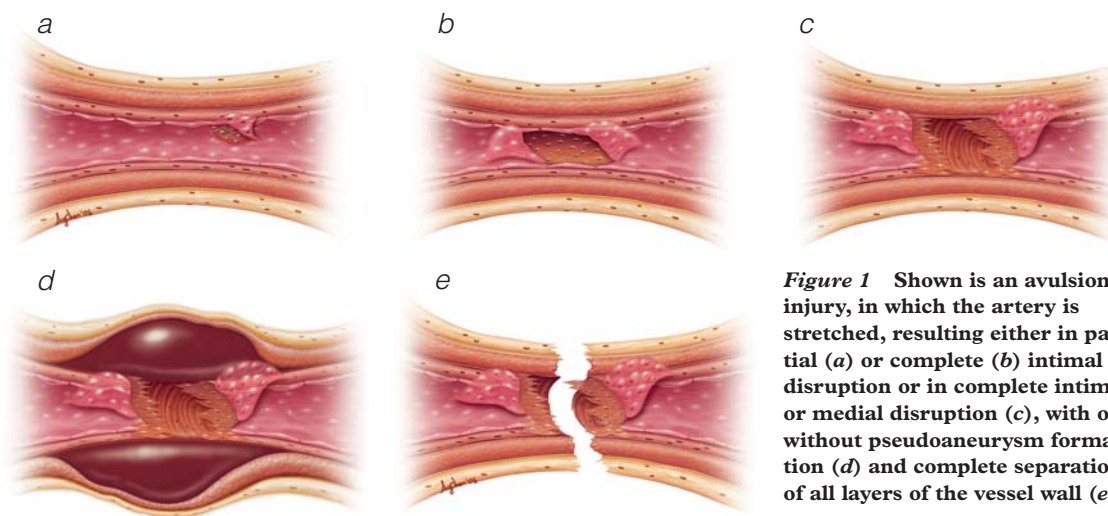 a
b
c
d
e
Figure 1 Shown is an avulsion
injury, in which the artery is
stretched, resulting either in pa
tial (a) or complete (b) intimal
disruption or in complete intim
or medial disruption (c), with o
without pseudoaneurysm forma
tion (d) and complete separatio
of all layers of the vessel wall (e